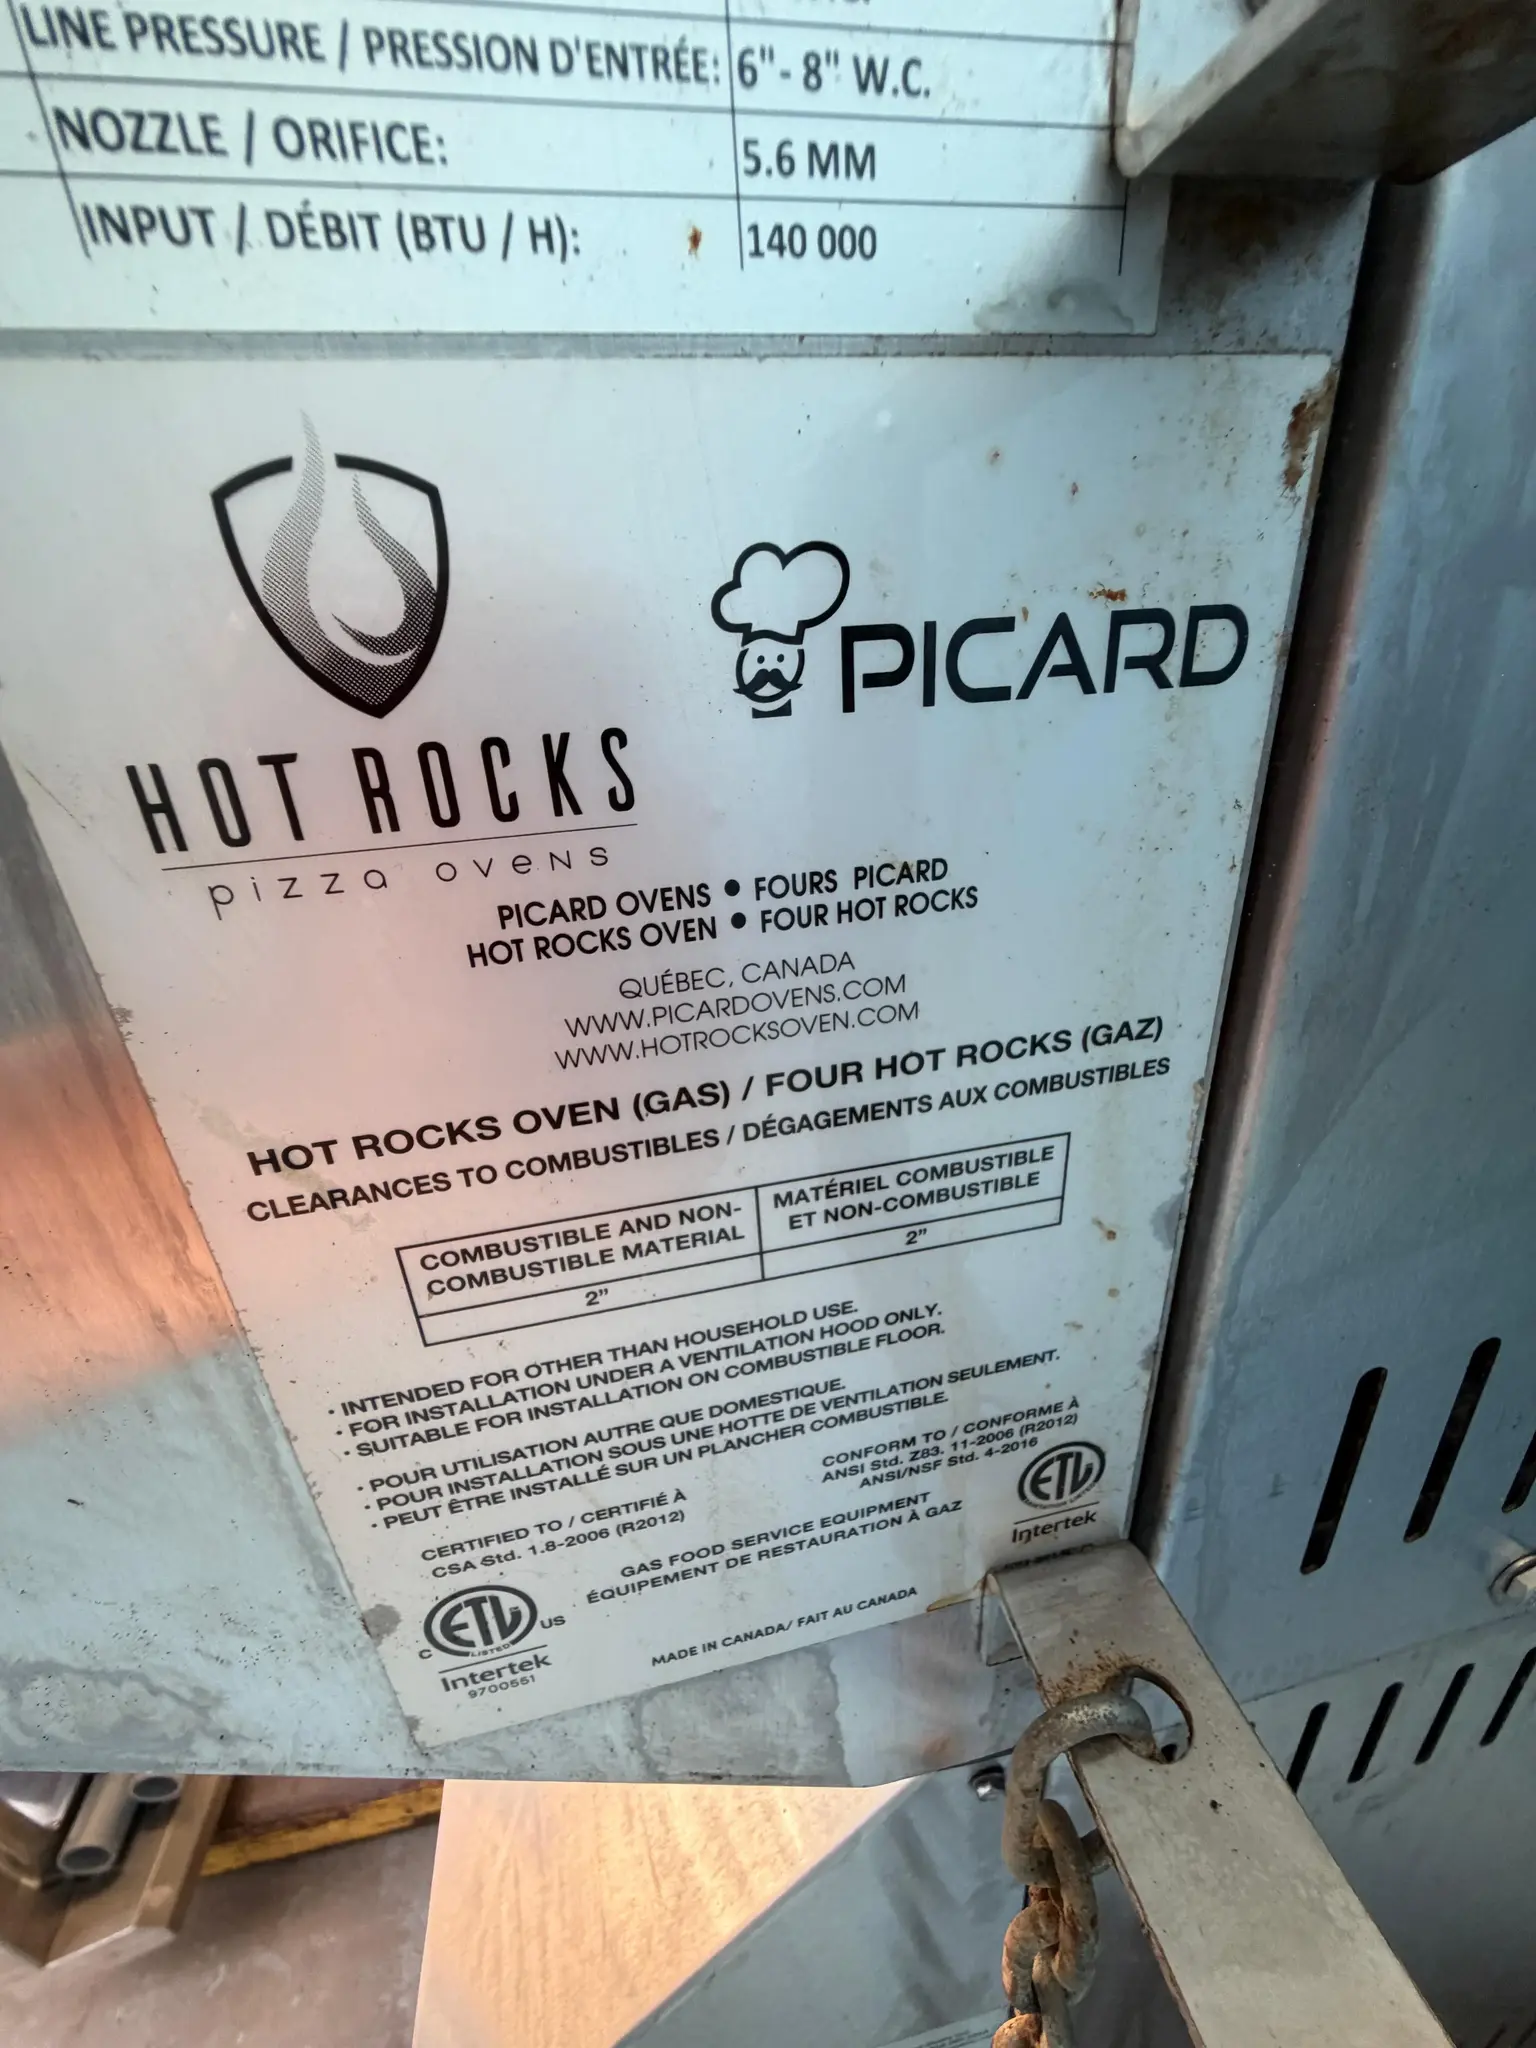 LINE PRESSURE / PRESSION D'ENTRÉE: 6"- 8" W.C.
NOZZLE / ORIFICE: 5.6 MM
INPUT / DÉBIT (BTU / H): 140 000
HOT ROCKS
pizza ovens
PICARD
PICARD OVENS • FOURS PICARD
HOT ROCKS OVEN • FOUR HOT ROCKS
QUÉBEC, CANADA
WWW.PICARDOVENS.COM
WWW.HOTROCKSOVEN.COM
HOT ROCKS OVEN (GAS) / FOUR HOT ROCKS (GAZ)
CLEARANCES TO COMBUSTIBLES / DÉGAGEMENTS AUX COMBUSTIBLES
COMBUSTIBLE AND NON-
COMBUSTIBLE MATERIAL
MATÉRIEL COMBUSTIBLE
ET NON-COMBUSTIBLE
2"
2"
· INTENDED FOR OTHER THAN HOUSEHOLD USE.
· FOR INSTALLATION UNDER A VENTILATION HOOD ONLY.
· SUITABLE FOR INSTALLATION ON COMBUSTIBLE FLOOR.
· POUR UTILISATION AUTRE QUE DOMESTIQUE.
· POUR INSTALLATION SOUS UNE HOTTE DE VENTILATION SEULEMENT.
· PEUT ÊTRE INSTALLÉ SUR UN PLANCHER COMBUSTIBLE.
CONFORM TO / CONFORME À
ANSI Std. Z83. 11-2006 (R2012)
ANSI/NSF Std. 4-2016
ETL
Intertek
CERTIFIED TO / CERTIFIÉ À
CSA Std. 1.8-2006 (R2012)
GAS FOOD SERVICE EQUIPMENT
ÉQUIPEMENT DE RESTAURATION À GAZ
C ETL US
LISTED
Intertek
9700551
MADE IN CANADA/ FAIT AU CANADA